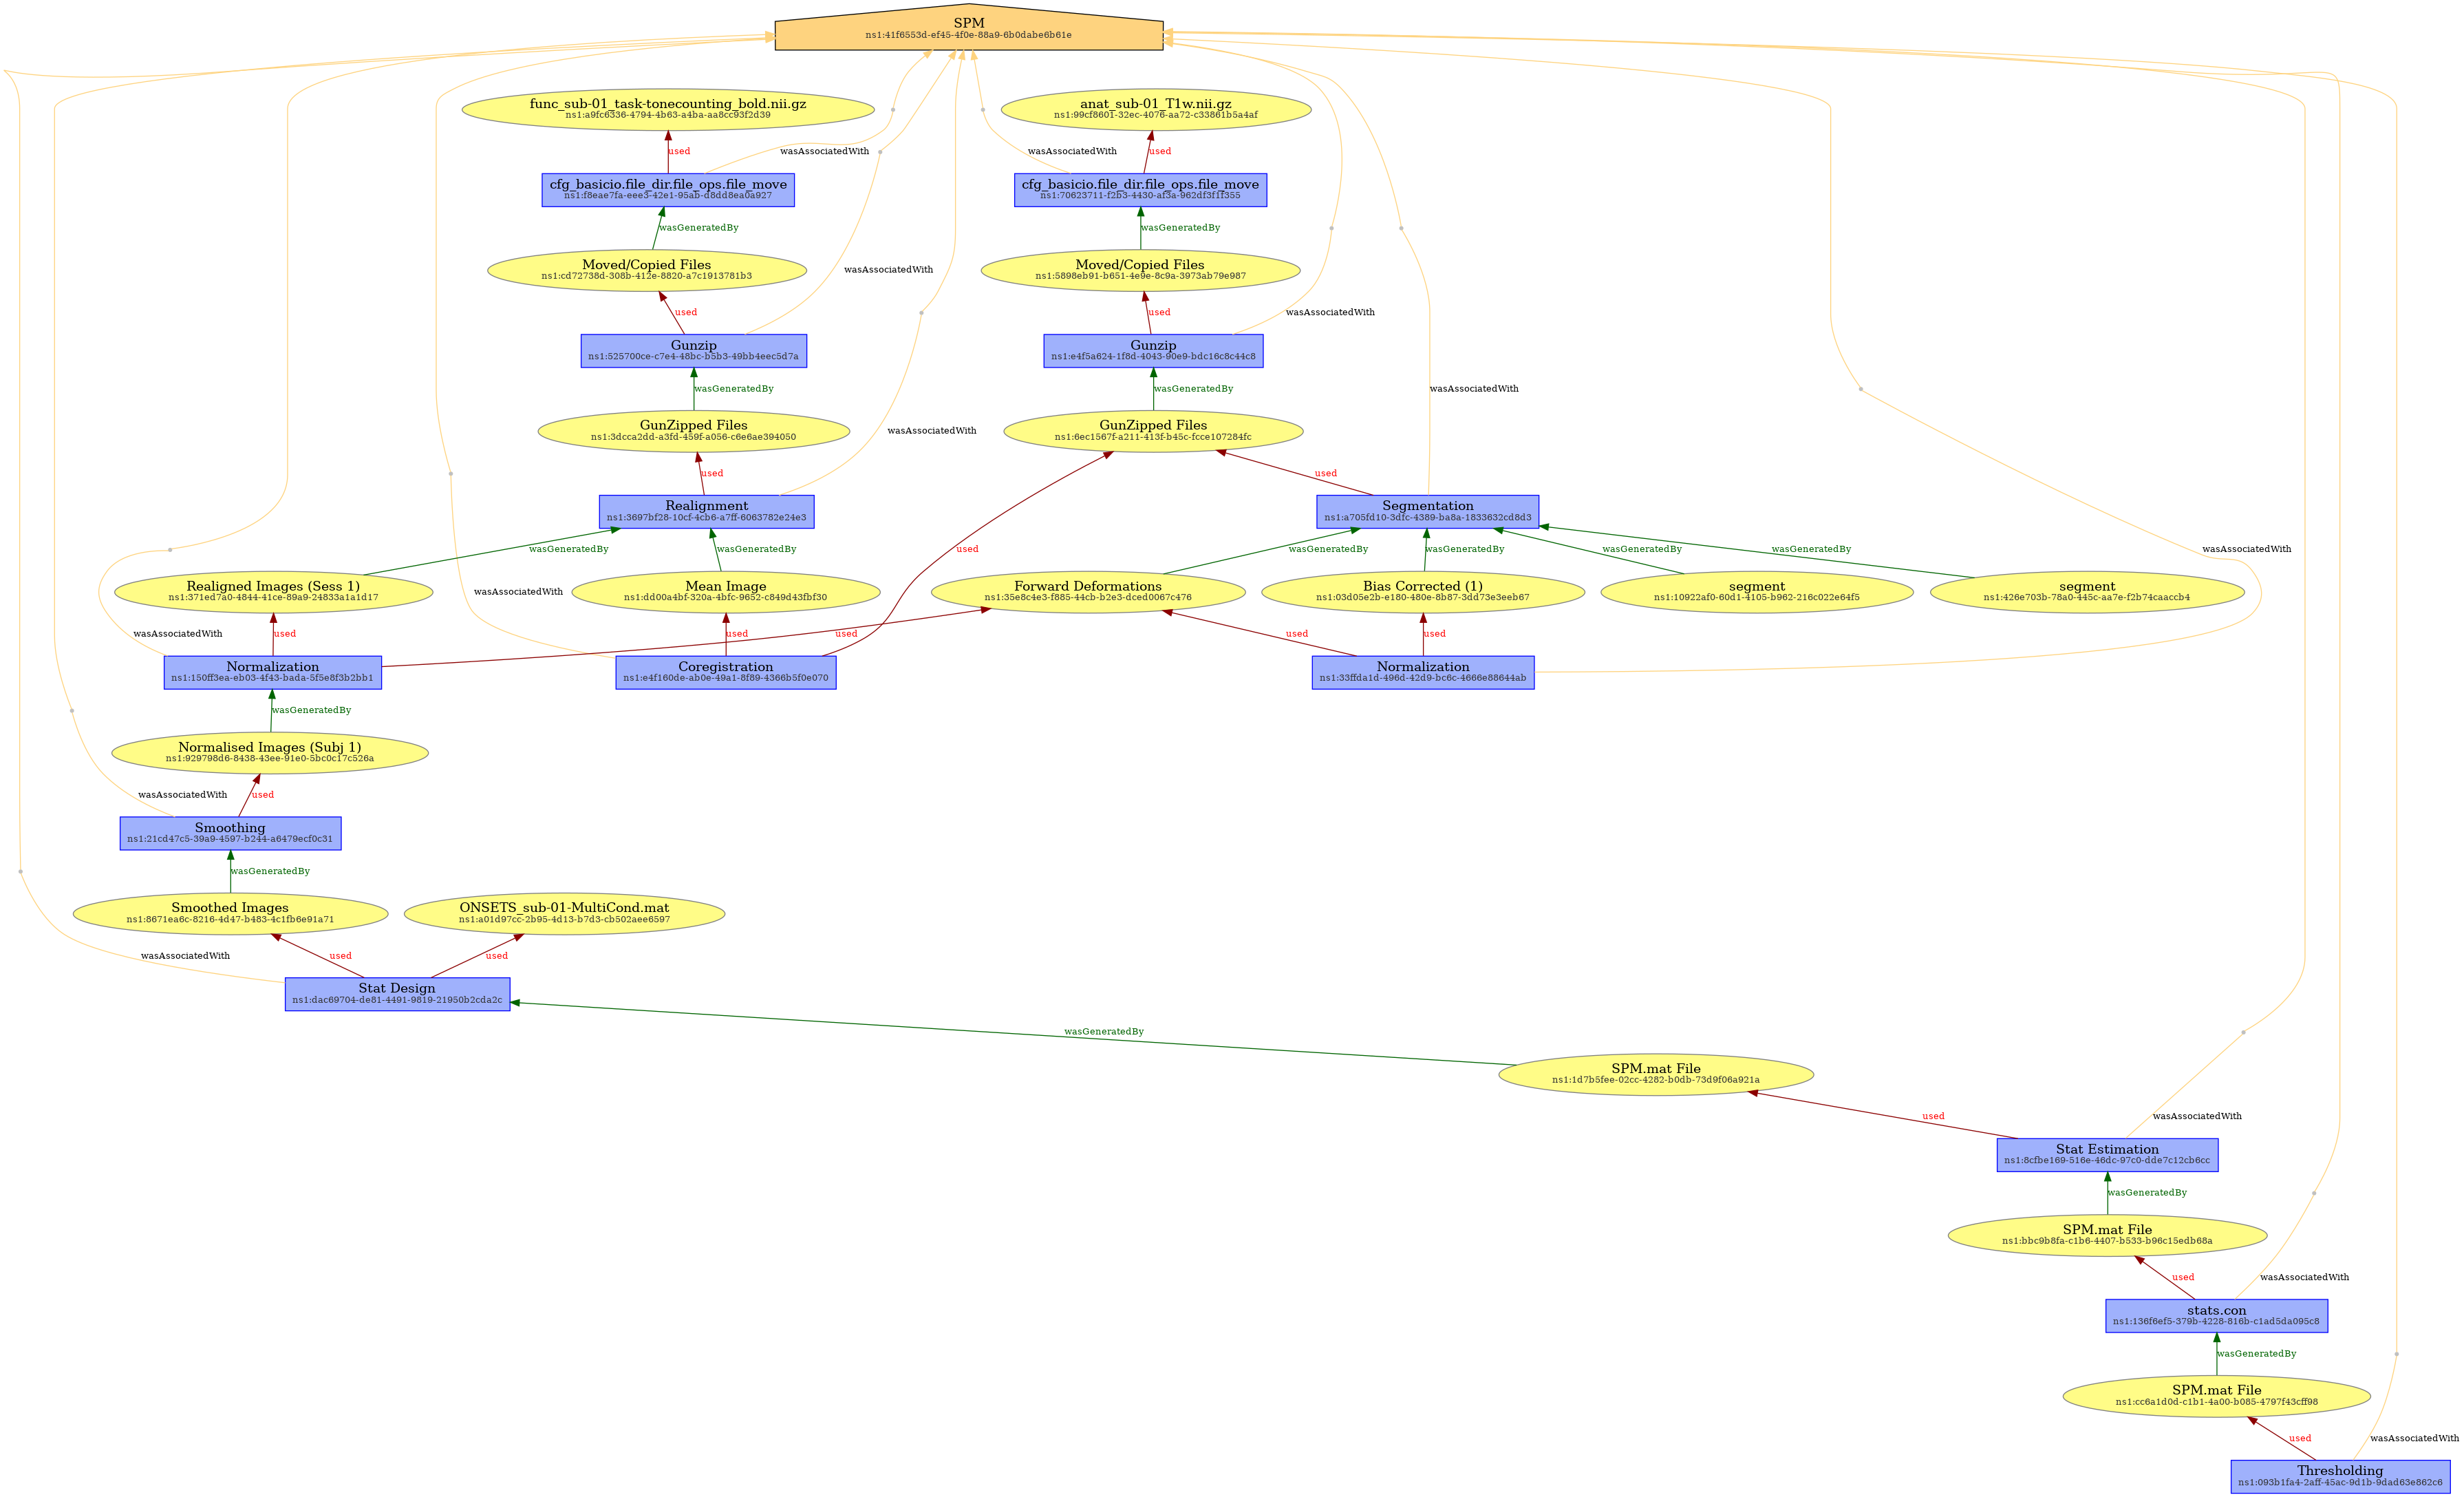 SPM
ns1:41f6553d-ef45-4f0e-88a9-6b0dabe6b61e
func_sub-01_task-tonecounting_bold.nii.gz
ns1:a9fc6336-4794-4b63-a4ba-aa8cc93f2d39
anat_sub-01_T1w.nii.gz
ns1:99cf8601-32ec-4076-aa72-c33861b5a4af
used
wasAssociatedWith
wasAssociatedWith
used
cfg_basicio.file_dir.file_ops.file_move
ns1:f8eae7fa-eee3-42e1-95ab-d8dd8ea0a927
cfg_basicio.file_dir.file_ops.file_move
ns1:70623711-f2b3-4430-af3a-962df3f1f355
wasGeneratedBy
wasGeneratedBy
Moved/Copied Files
ns1:cd72738d-308b-412e-8820-a7c1913781b3
wasAssociatedWith
Moved/Copied Files
ns1:5898eb91-b651-4e9e-8c9a-3973ab79e987
used
used
wasAssociatedWith
Gunzip
ns1:525700ce-c7e4-48bc-b5b3-49bb4eec5d7a
Gunzip
ns1:e4f5a624-1f8d-4043-90e9-bdc16c8c44c8
wasGeneratedBy
wasGeneratedBy
wasAssociatedWith
GunZipped Files
ns1:3dcca2dd-a3fd-459f-a056-c6e6ae394050
wasAssociatedWith
GunZipped Files
ns1:6ec1567f-a211-413f-b45c-fcce107284fc
used
used
Realignment
ns1:3697bf28-10cf-4cb6-a7ff-6063782e24e3
Segmentation
ns1:a705fd10-3dfc-4389-ba8a-1833632cd8d3
wasGeneratedBy
wasGeneratedBy
used
wasGeneratedBy
wasGeneratedBy
wasGeneratedBy
wasGeneratedBy
wasAssociatedWith
Realigned Images (Sess 1)
ns1:371ed7a0-4844-41ce-89a9-24833a1a1d17
wasAssociatedWith
Mean Image
ns1:dd00a4bf-320a-4bfc-9652-c849d43fbf30
Forward Deformations
ns1:35e8c4e3-f885-44cb-b2e3-dced0067c476
Bias Corrected (1)
ns1:03d05e2b-e180-480e-8b87-3dd73e3eeb67
segment
ns1:10922af0-60d1-4105-b962-216c022e64f5
segment
ns1:426e703b-78a0-445c-aa7e-f2b74caaccb4
wasAssociatedWith
used
used
used
used
used
Normalization
ns1:150ff3ea-eb03-4f43-bada-5f5e8f3b2bb1
Coregistration
ns1:e4f160de-ab0e-49a1-8f89-4366b5f0e070
Normalization
ns1:33ffda1d-496d-42d9-bc6c-4666e88644ab
wasGeneratedBy
Normalised Images (Subj 1)
ns1:929798d6-8438-43ee-91e0-5bc0c17c526a
wasAssociatedWith
used
Smoothing
ns1:21cd47c5-39a9-4597-b244-a6479ecf0c31
wasGeneratedBy
Smoothed Images
ns1:8671ea6c-8216-4d47-b483-4c1fb6e91a71
ONSETS_sub-01-MultiCond.mat
ns1:a01d97cc-2b95-4d13-b7d3-cb502aee6597
wasAssociatedWith
used
used
Stat Design
ns1:dac69704-de81-4491-9819-21950b2cda2c
wasGeneratedBy
SPM.mat File
ns1:1d7b5fee-02cc-4282-b0db-73d9f06a921a
used
wasAssociatedWith
Stat Estimation
ns1:8cfbe169-516e-46dc-97c0-dde7c12cb6cc
wasGeneratedBy
SPM.mat File
ns1:bbc9b8fa-c1b6-4407-b533-b96c15edb68a
used
wasAssociatedWith
stats.con
ns1:136f6ef5-379b-4228-816b-c1ad5da095c8
wasGeneratedBy
SPM.mat File
ns1:cc6a1d0d-c1b1-4a00-b085-4797f43cff98
used
wasAssociatedWith
Thresholding
ns1:093b1fa4-2aff-45ac-9d1b-9dad63e862c6